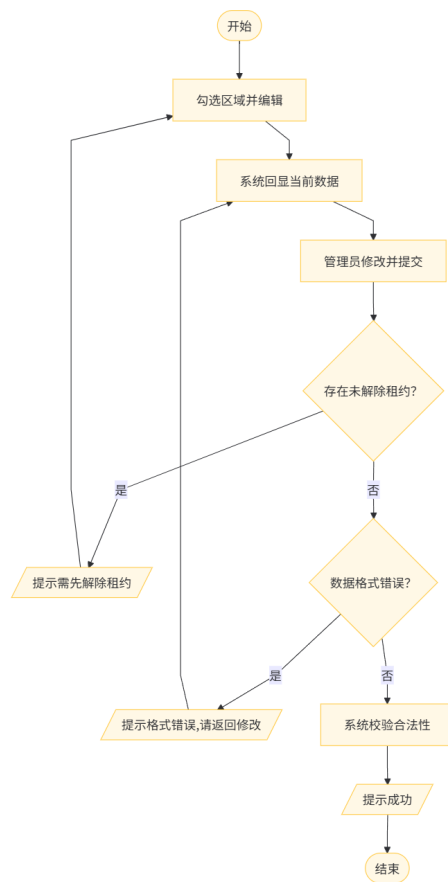 开始
勾选区域并编辑
系统回显当前数据
管理员修改并提交
存在未解除租约?
是
否
提示需先解除租约
数据格式错误?
是
否
提示格式错误,请返回修改
系统校验合法性
提示成功
结束